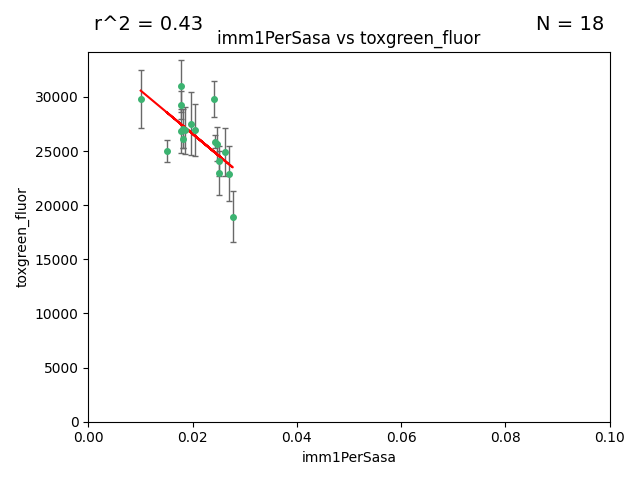 r^2 = 0.43
N = 18
imm1PerSasa vs toxgreen_fluor
30000
25000
20000
15000
10000
5000
0
toxgreen_fluor
0.00
0.02
0.04
0.06
0.08
0.10
imm1PerSasa